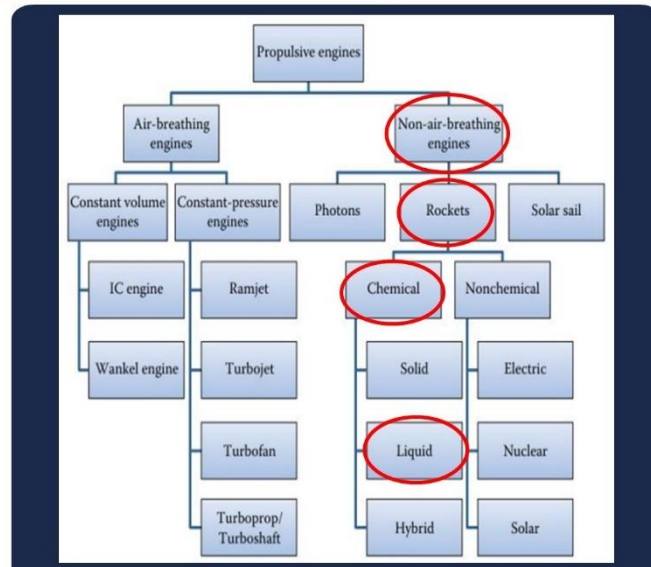 Propulsive engines
Air-breathing
engines
Non-air-breathing
engines
Constant volume
engines
Constant-pressure
engines
Photons
Rockets
Solar sail
IC engine
Ramjet
Chemical
Nonchemical
Wankel engine
Turbojet
Solid
Electric
Turbofan
Liquid
Nuclear
Turboprop/
Turboshaft
Hybrid
Solar